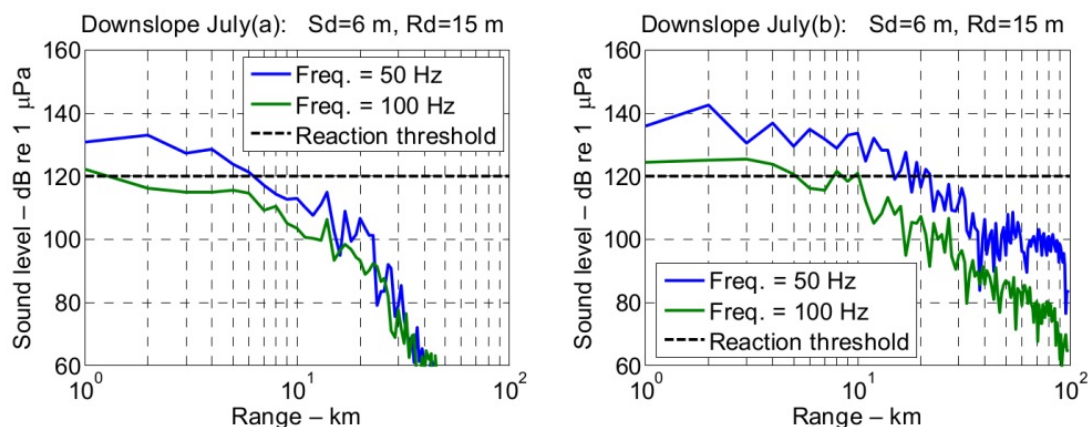 Downslope July(a): Sd=6 m, Rd=15 m
Sound level – dB re 1 μPa
160
140
120
100
80
60
Freq. = 50 Hz
Freq. = 100 Hz
Reaction threshold
10^0
10^1
10^2
Range – km
Downslope July(b): Sd=6 m, Rd=15 m
Sound level – dB re 1 μPa
160
140
120
100
80
60
Freq. = 50 Hz
Freq. = 100 Hz
Reaction threshold
10^0
10^1
10^2
Range – km